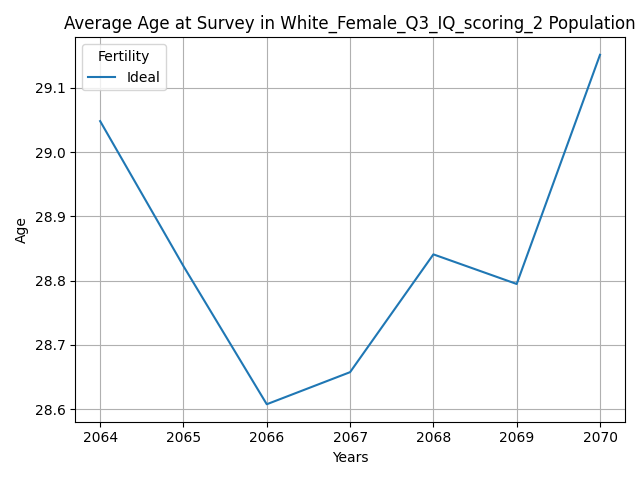 Average Age at Survey in White_Female_Q3_IQ_scoring_2 Population
Fertility
Ideal
29.1
29.0
28.9
28.8
28.7
28.6
Age
2064 2065 2066 2067 2068 2069 2070
Years